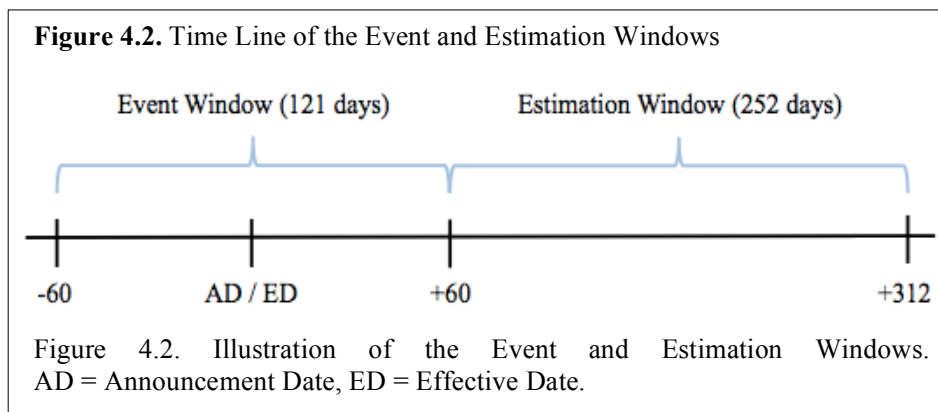 Figure 4.2. Time Line of the Event and Estimation Windows
Event Window (121 days) Estimation Window (252 days)
-60 AD / ED +60 +312
Figure 4.2. Illustration of the Event and Estimation Windows.
AD = Announcement Date, ED = Effective Date.